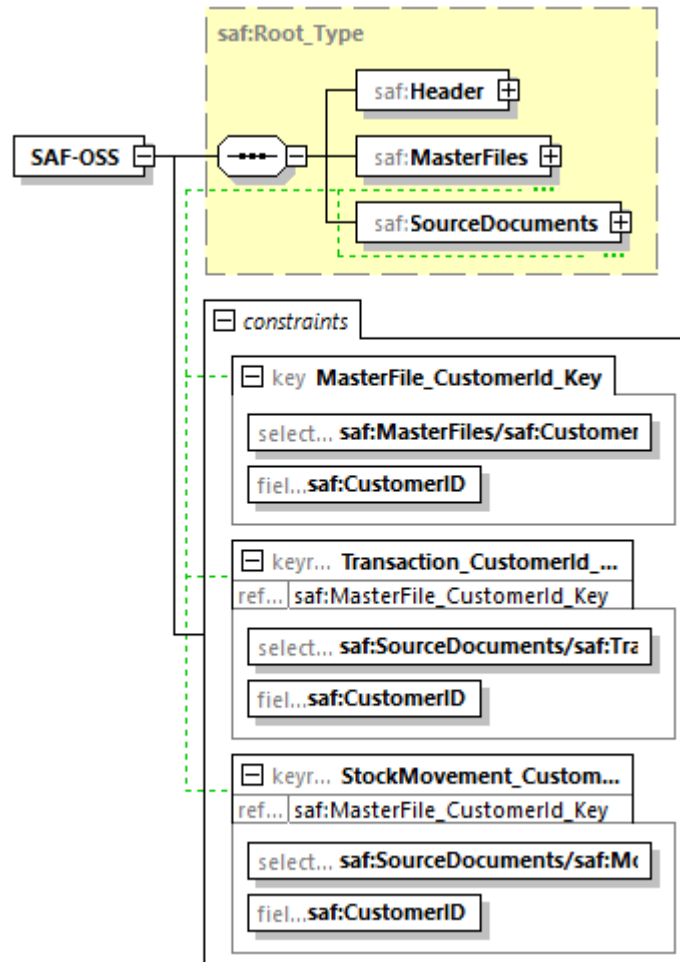 saf:Root_Type
saf:Header
SAF-OSS
saf:MasterFiles
saf:SourceDocuments
constraints
key MasterFile_CustomerId_Key
select... saf:MasterFiles/saf:Customer
fiel...saf:CustomerID
keyr... Transaction_CustomerId_...
ref... saf:MasterFile_CustomerId_Key
select... saf:SourceDocuments/saf:Tra
fiel...saf:CustomerID
keyr... StockMovement_Custom...
ref... saf:MasterFile_CustomerId_Key
select... saf:SourceDocuments/saf:Mo
fiel...saf:CustomerID